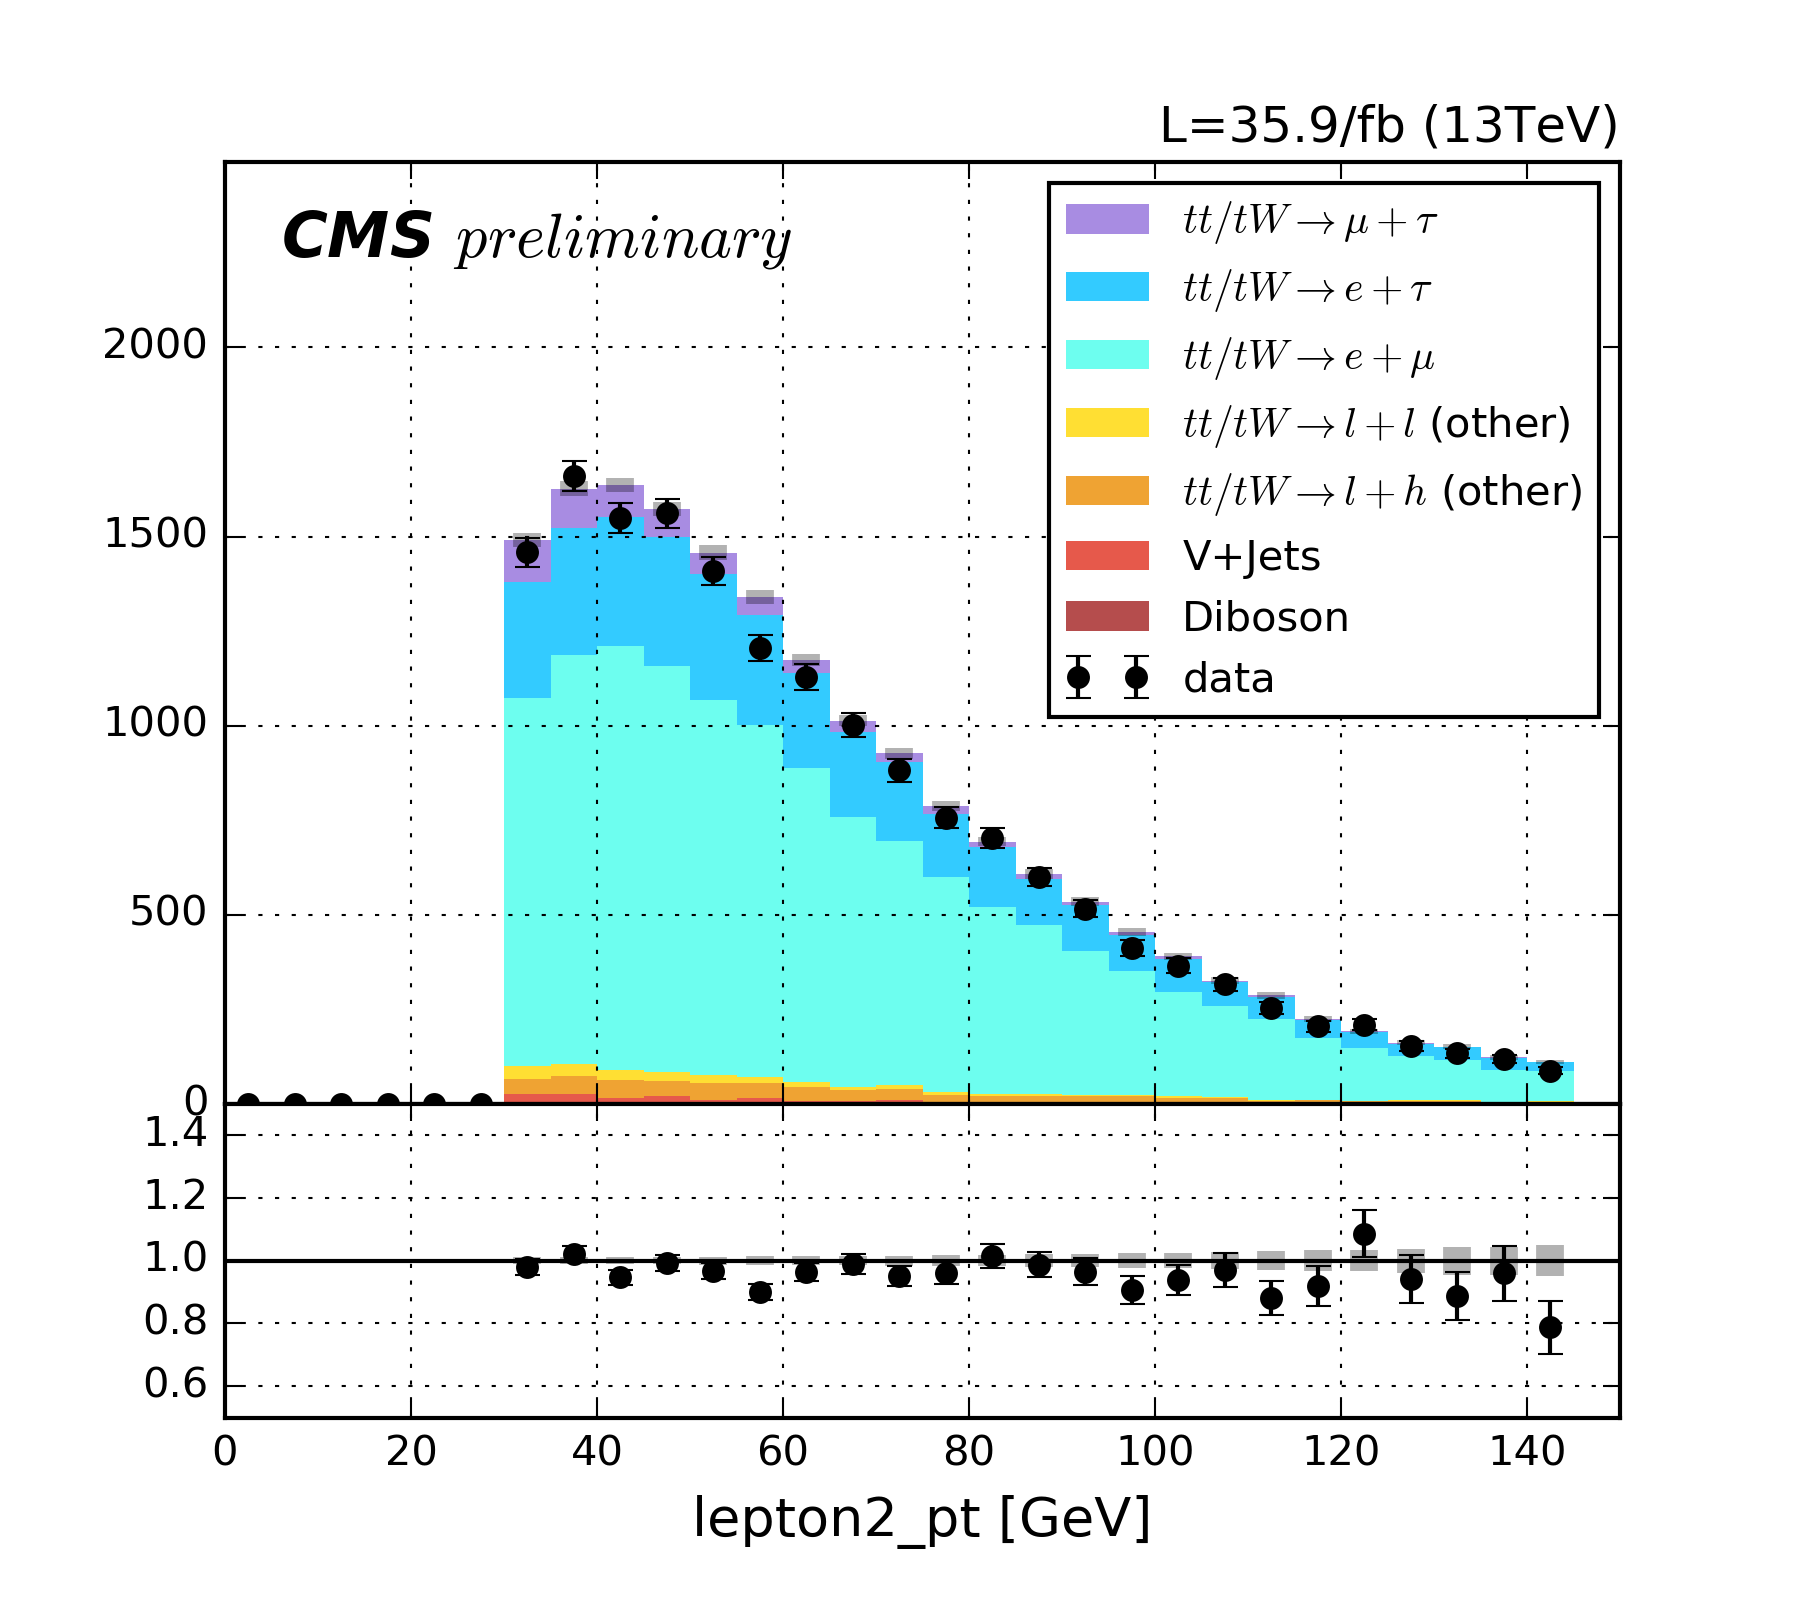 L=35.9/fb (13TeV)
CMS preliminary
tt/tW → μ + τ
tt/tW → e + τ
tt/tW → e + μ
tt/tW → l + l (other)
tt/tW → l + h (other)
V+Jets
Diboson
data
2000
1500
1000
500
0
1.4
1.2
1.0
0.8
0.6
0 20 40 60 80 100 120 140
lepton2_pt [GeV]